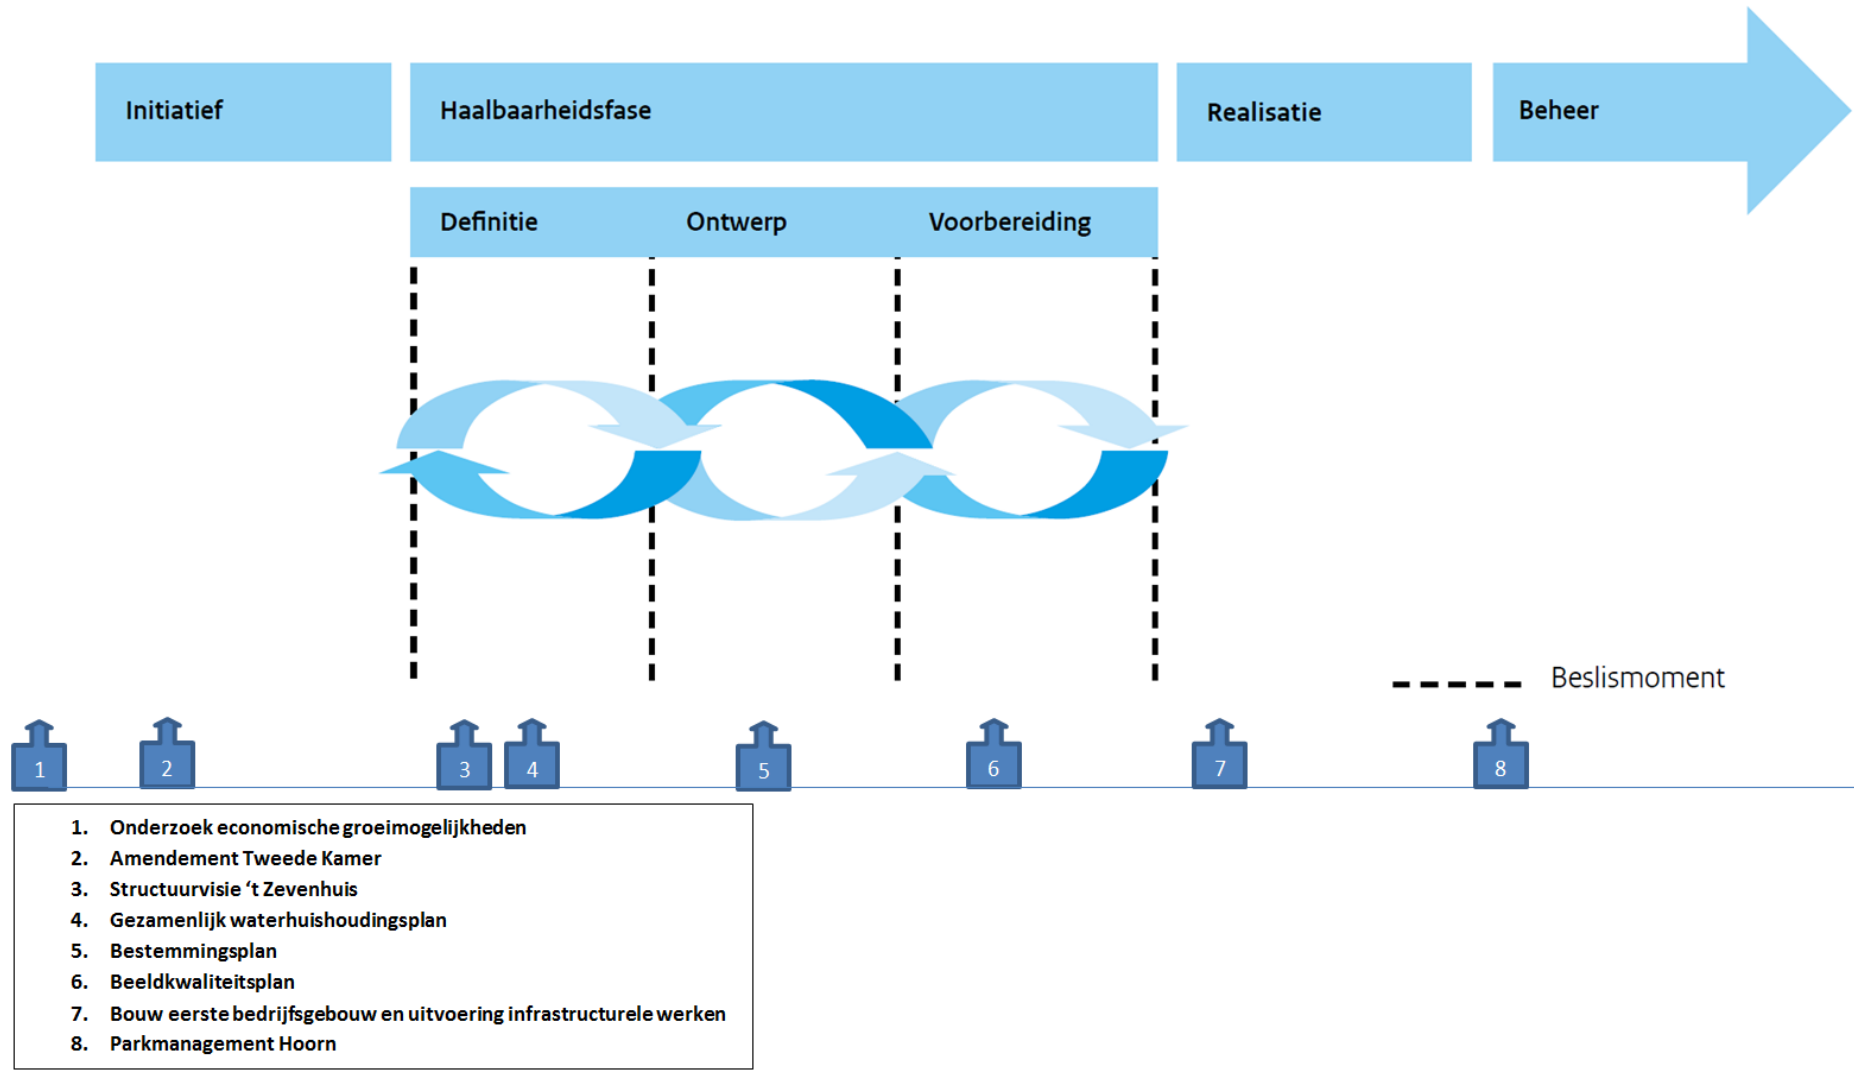 Initiatief
Haalbaarheidsfase
Realisatie
Beheer
Definitie
Ontwerp
Voorbereiding
Beslismoment
1
2
3
4
5
6
7
8
1. Onderzoek economische groeimogelijkheden
2. Amendement Tweede Kamer
3. Structuurvisie ‘t Zevenhuis
4. Gezamenlijk waterhuishoudingsplan
5. Bestemmingsplan
6. Beeldkwaliteitsplan
7. Bouw eerste bedrijfsgebouw en uitvoering infrastructurele werken
8. Parkmanagement Hoorn